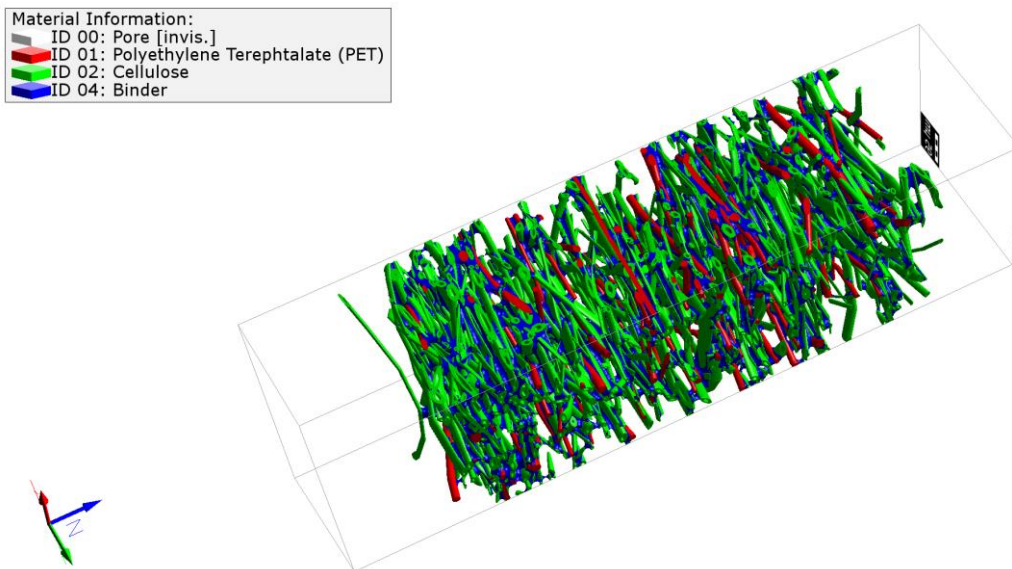 Material Information:
ID 00: Pore [invis.]
ID 01: Polyethylene Terephtalate (PET)
ID 02: Cellulose
ID 04: Binder
Z